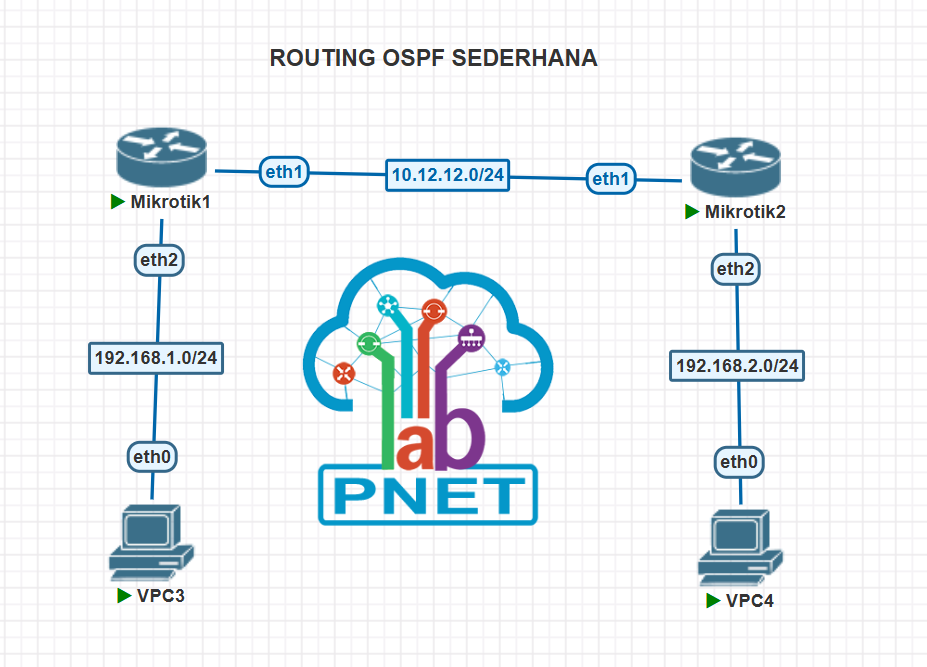 ROUTING OSPF SEDERHANA
eth1
10.12.12.0/24
eth1
Mikrotik1
Mikrotik2
eth2
eth2
192.168.1.0/24
192.168.2.0/24
lab
eth0
eth0
PNET
VPC3
VPC4